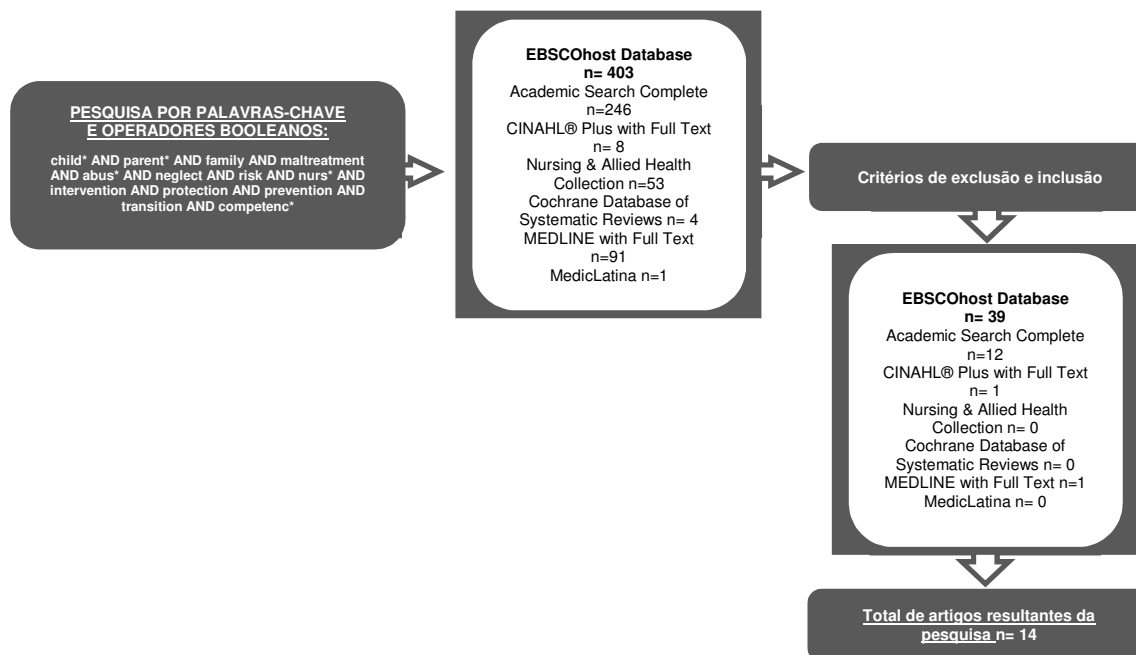 PESQUISA POR PALAVRAS-CHAVE
E OPERADORES BOOLEANOS:
child* AND parent* AND family AND maltreatment
AND abus* AND neglect AND risk AND nurs* AND
intervention AND protection AND prevention AND
transition AND competenc*
EBSCOhost Database
n= 403
Academic Search Complete
n=246
CINAHL® Plus with Full Text
n= 8
Nursing & Allied Health
Collection n=53
Cochrane Database of
Systematic Reviews n= 4
MEDLINE with Full Text
n=91
MedicLatina n=1
Critérios de exclusão e inclusão
EBSCOhost Database
n= 39
Academic Search Complete
n=12
CINAHL® Plus with Full Text
n= 1
Nursing & Allied Health
Collection n= 0
Cochrane Database of
Systematic Reviews n= 0
MEDLINE with Full Text n=1
MedicLatina n= 0
Total de artigos resultantes da
pesquisa n= 14